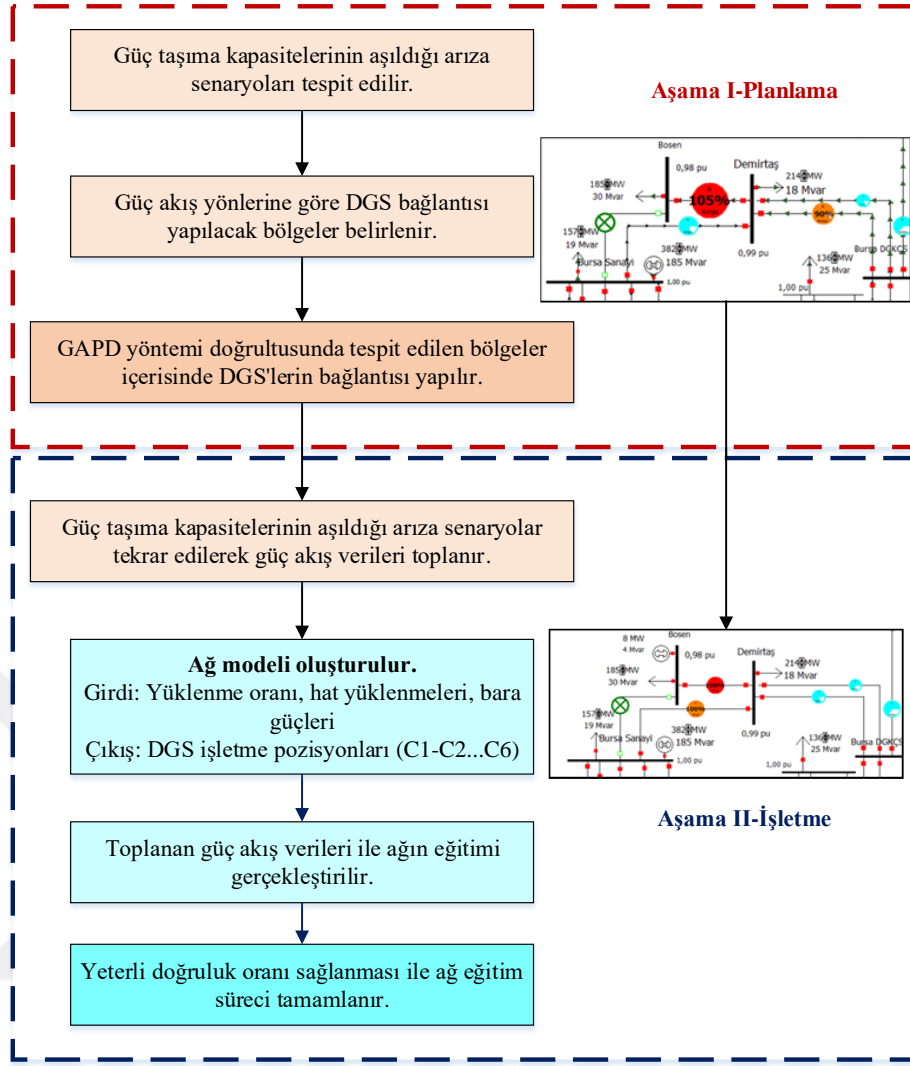 Güç taşıma kapasitelerinin aşıldığı arıza
senaryoları tespit edilir.
Aşama I-Planlama
Güç akış yönlerine göre DGS bağlantısı
yapılacak bölgeler belirlenir.
Bosen
0,98 pu
Demirtaş
185 MW
30 Mvar
105%
Amps
214 MW
18 Mvar
90%
Amps
157 MW
19 Mvar
Bursa Sanayi
382 MW
185 Mvar
1,00 pu
0,99 pu
136 MW
25 Mvar
Bursa DGKÇS
1,00 pu
GAPD yöntemi doğrultusunda tespit edilen bölgeler
içerisinde DGS'lerin bağlantısı yapılır.
Güç taşıma kapasitelerinin aşıldığı arıza senaryolar
tekrar edilerek güç akış verileri toplanır.
Ağ modeli oluşturulur.
Girdi: Yüklenme oranı, hat yüklenmeleri, bara
güçleri
Çıkış: DGS işletme pozisyonları (C1-C2...C6)
8 MW
4 Mvar
Bosen
0,98 pu
Demirtaş
185 MW
30 Mvar
100%
214 MW
18 Mvar
157 MW
19 Mvar
Bursa Sanayi
100%
382 MW
185 Mvar
1,00 pu
0,99 pu
136 MW
25 Mvar
Bursa DGKÇS
1,00 pu
Aşama II-İşletme
Toplanan güç akış verileri ile ağın eğitimi
gerçekleştirilir.
Yeterli doğruluk oranı sağlanması ile ağ eğitim
süreci tamamlanır.